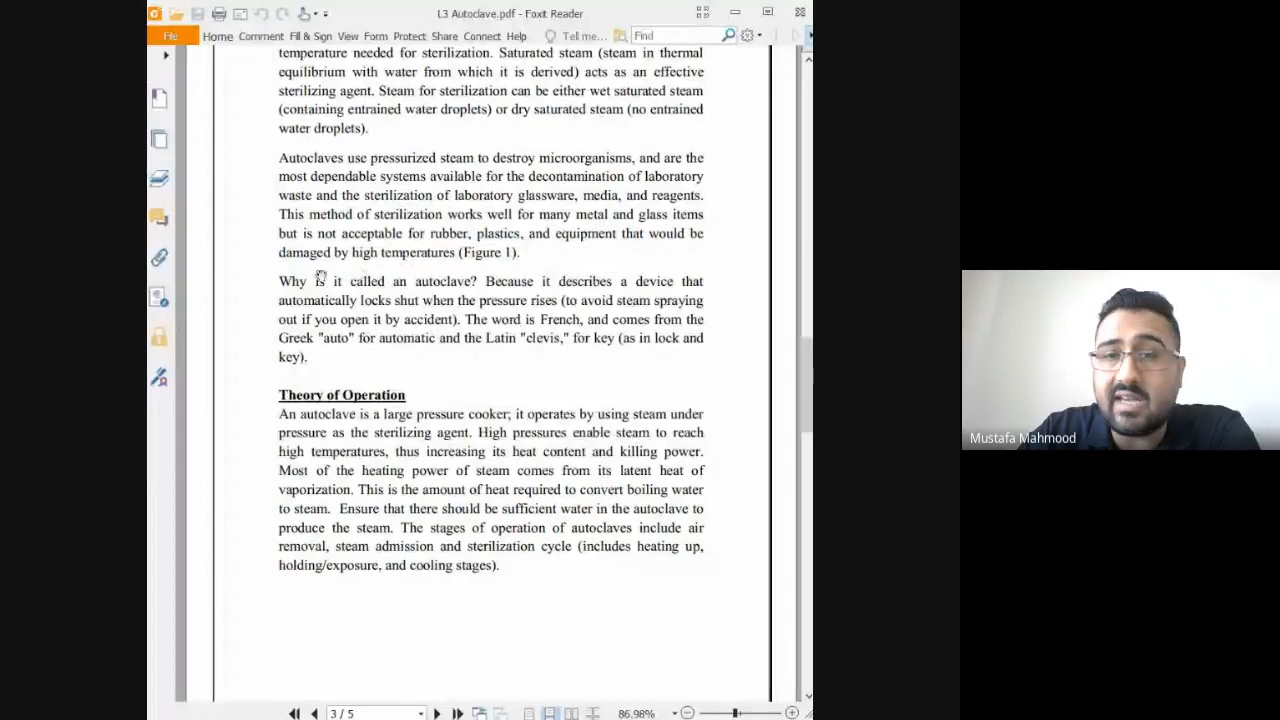 L3 Autoclave.pdf - Foxit Reader
File Home Comment Fill & Sign View Form Protect Share Connect Help Tell me... Find
temperature needed for sterilization. Saturated steam (steam in thermal
equilibrium with water from which it is derived) acts as an effective
sterilizing agent. Steam for sterilization can be either wet saturated steam
(containing entrained water droplets) or dry saturated steam (no entrained
water droplets).
Autoclaves use pressurized steam to destroy microorganisms, and are the
most dependable systems available for the decontamination of laboratory
waste and the sterilization of laboratory glassware, media, and reagents.
This method of sterilization works well for many metal and glass items
but is not acceptable for rubber, plastics, and equipment that would be
damaged by high temperatures (Figure 1).
Why is it called an autoclave? Because it describes a device that
automatically locks shut when the pressure rises (to avoid steam spraying
out if you open it by accident). The word is French, and comes from the
Greek "auto" for automatic and the Latin "clevis," for key (as in lock and
key).
Theory of Operation
An autoclave is a large pressure cooker; it operates by using steam under
pressure as the sterilizing agent. High pressures enable steam to reach
high temperatures, thus increasing its heat content and killing power.
Most of the heating power of steam comes from its latent heat of
vaporization. This is the amount of heat required to convert boiling water
to steam. Ensure that there should be sufficient water in the autoclave to
produce the steam. The stages of operation of autoclaves include air
removal, steam admission and sterilization cycle (includes heating up,
holding/exposure, and cooling stages).
3 / 5
86.98%
Mustafa Mahmood